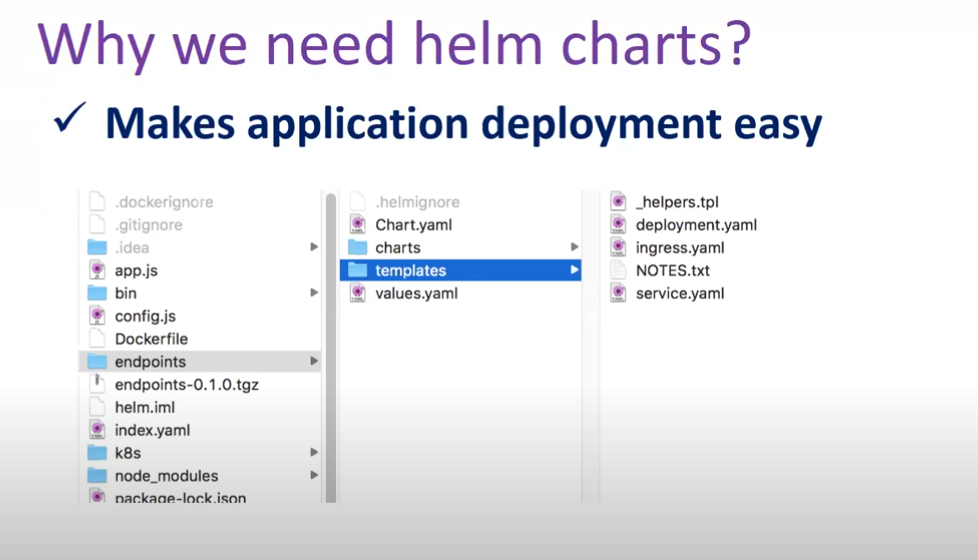 Why we need helm charts?
✓ Makes application deployment easy
.dockerignore
.gitignore
.idea
app.js
bin
config.js
Dockerfile
endpoints
endpoints-0.1.0.tgz
helm.iml
index.yaml
k8s
node_modules
package-lock.json
.helmignore
Chart.yaml
charts
templates
values.yaml
_helpers.tpl
deployment.yaml
ingress.yaml
NOTES.txt
service.yaml